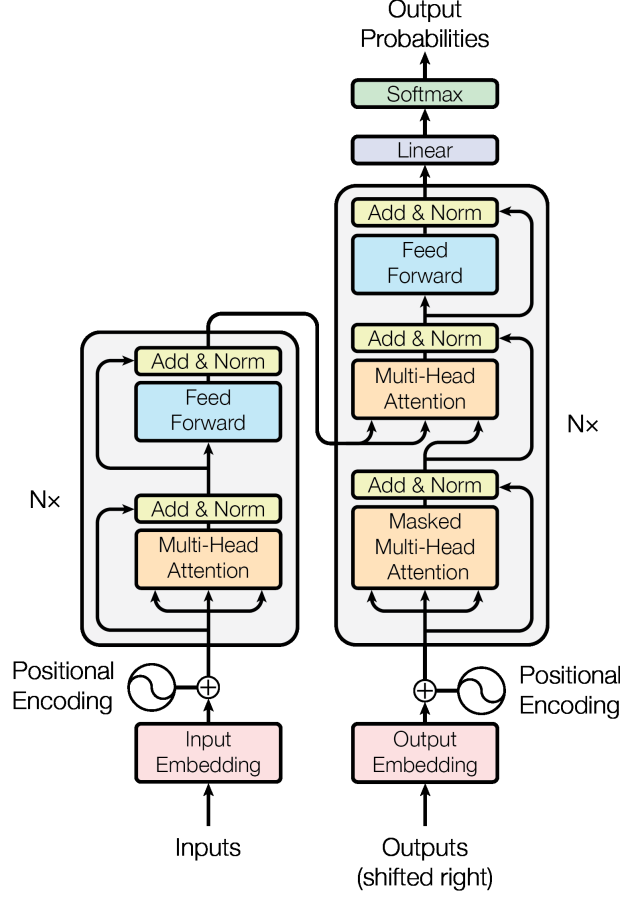 Output
Probabilities
Softmax
Linear
Add & Norm
Feed
Forward
Add & Norm
Multi-Head
Attention
Add & Norm
Masked
Multi-Head
Attention
N×
Positional
Encoding
Output
Embedding
Outputs
(shifted right)
Add & Norm
Feed
Forward
Add & Norm
Multi-Head
Attention
N×
Positional
Encoding
Input
Embedding
Inputs